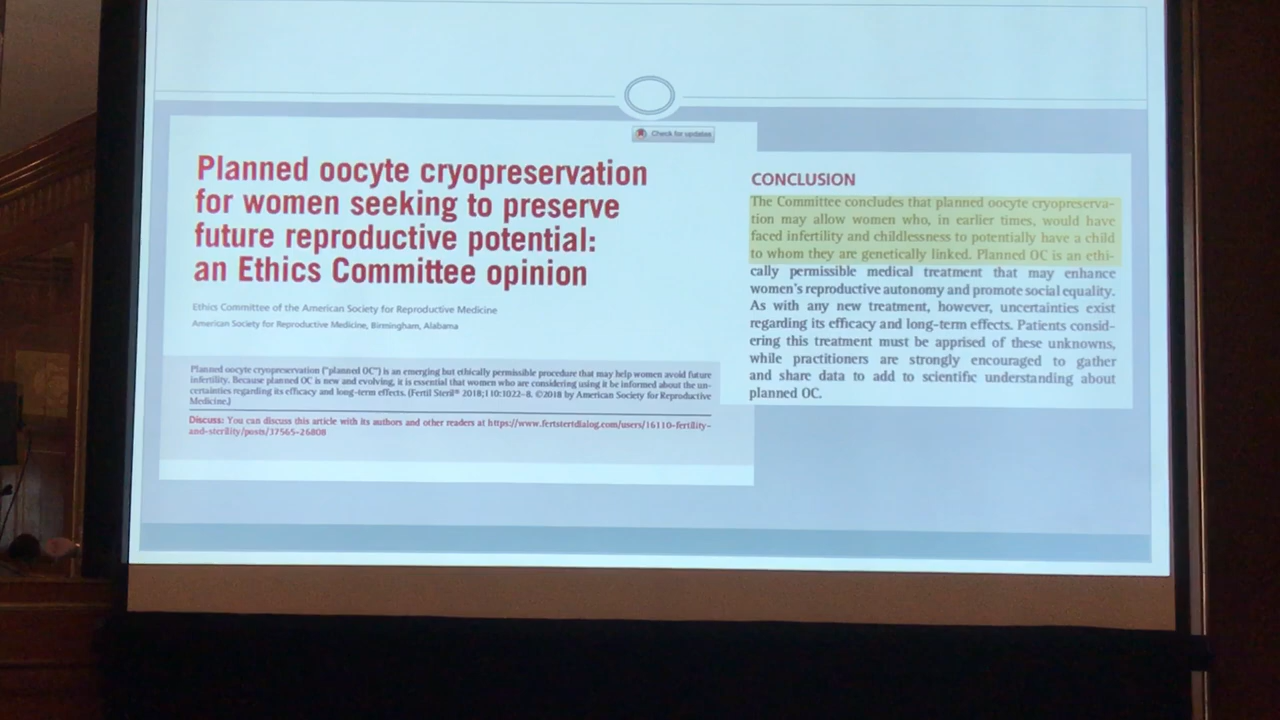 Check for updates
Planned oocyte cryopreservation
for women seeking to preserve
future reproductive potential:
an Ethics Committee opinion
Ethics Committee of the American Society for Reproductive Medicine
American Society for Reproductive Medicine, Birmingham, Alabama
Planned oocyte cryopreservation ("planned OC") is an emerging but ethically permissible procedure that may help women avoid future
infertility. Because planned OC is new and evolving, it is essential that women who are considering using it be informed about the un-
certainties regarding its efficacy and long-term effects. (Fertil Steril® 2018;110:1022–8. ©2018 by American Society for Reproductive
Medicine.)
Discuss: You can discuss this article with its authors and other readers at https://www.fertstertdialog.com/users/16110-fertility-
and-sterility/posts/37565-26808
CONCLUSION
The Committee concludes that planned oocyte cryopreserva-
tion may allow women who, in earlier times, would have
faced infertility and childlessness to potentially have a child
to whom they are genetically linked. Planned OC is an ethi-
cally permissible medical treatment that may enhance
women's reproductive autonomy and promote social equality.
As with any new treatment, however, uncertainties exist
regarding its efficacy and long-term effects. Patients consid-
ering this treatment must be apprised of these unknowns,
while practitioners are strongly encouraged to gather
and share data to add to scientific understanding about
planned OC.